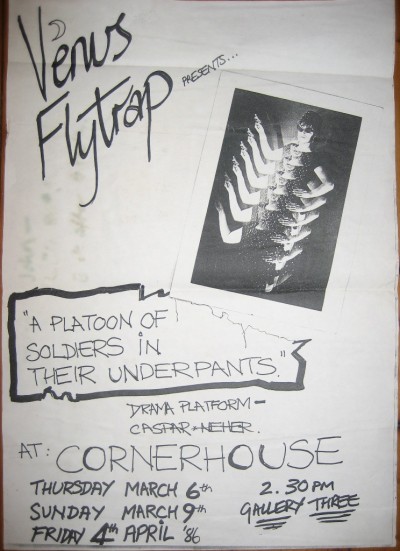 Venus
Flytrap
PRESENTS...
"A PLATOON OF
SOLDIERS IN
THEIR UNDERPANTS."
DRAMA PLATFORM -
CASPAR NEHER.
AT: CORNERHOUSE
THURSDAY MARCH 6th
SUNDAY MARCH 9th
FRIDAY 4th APRIL '86
2.30 PM
GALLERY THREE